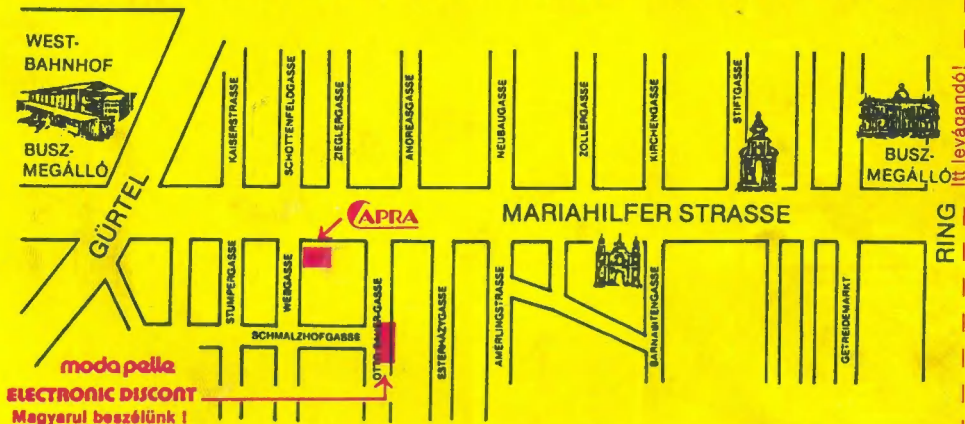 WEST-
BAHNHOF
BUSZ-
MEGÁLLÓ
GÜRTEL
KAISERSTRASSE
SCHOTTENFELDGASSE
ZIEGLERGASSE
ANDREASGASSE
NEUBAUGASSE
ZOLLERGASSE
KIRCHENGASSE
STIFTGASSE
BUSZ-
MEGÁLLÓ
Itt levágandó!
RING
CAPRA
MARIAHILFER STRASSE
STUMPERGASSE
WEBGASSE
SCHMALZHOFGASSE
OTTO BAUER-GASSE
ESTERHÁZYGASSE
AMERLINGSTRASSE
BARNABITENGASSE
GETREIDEMARKT
moda pelle
ELECTRONIC DISCONT
Magyarul beszélünk !